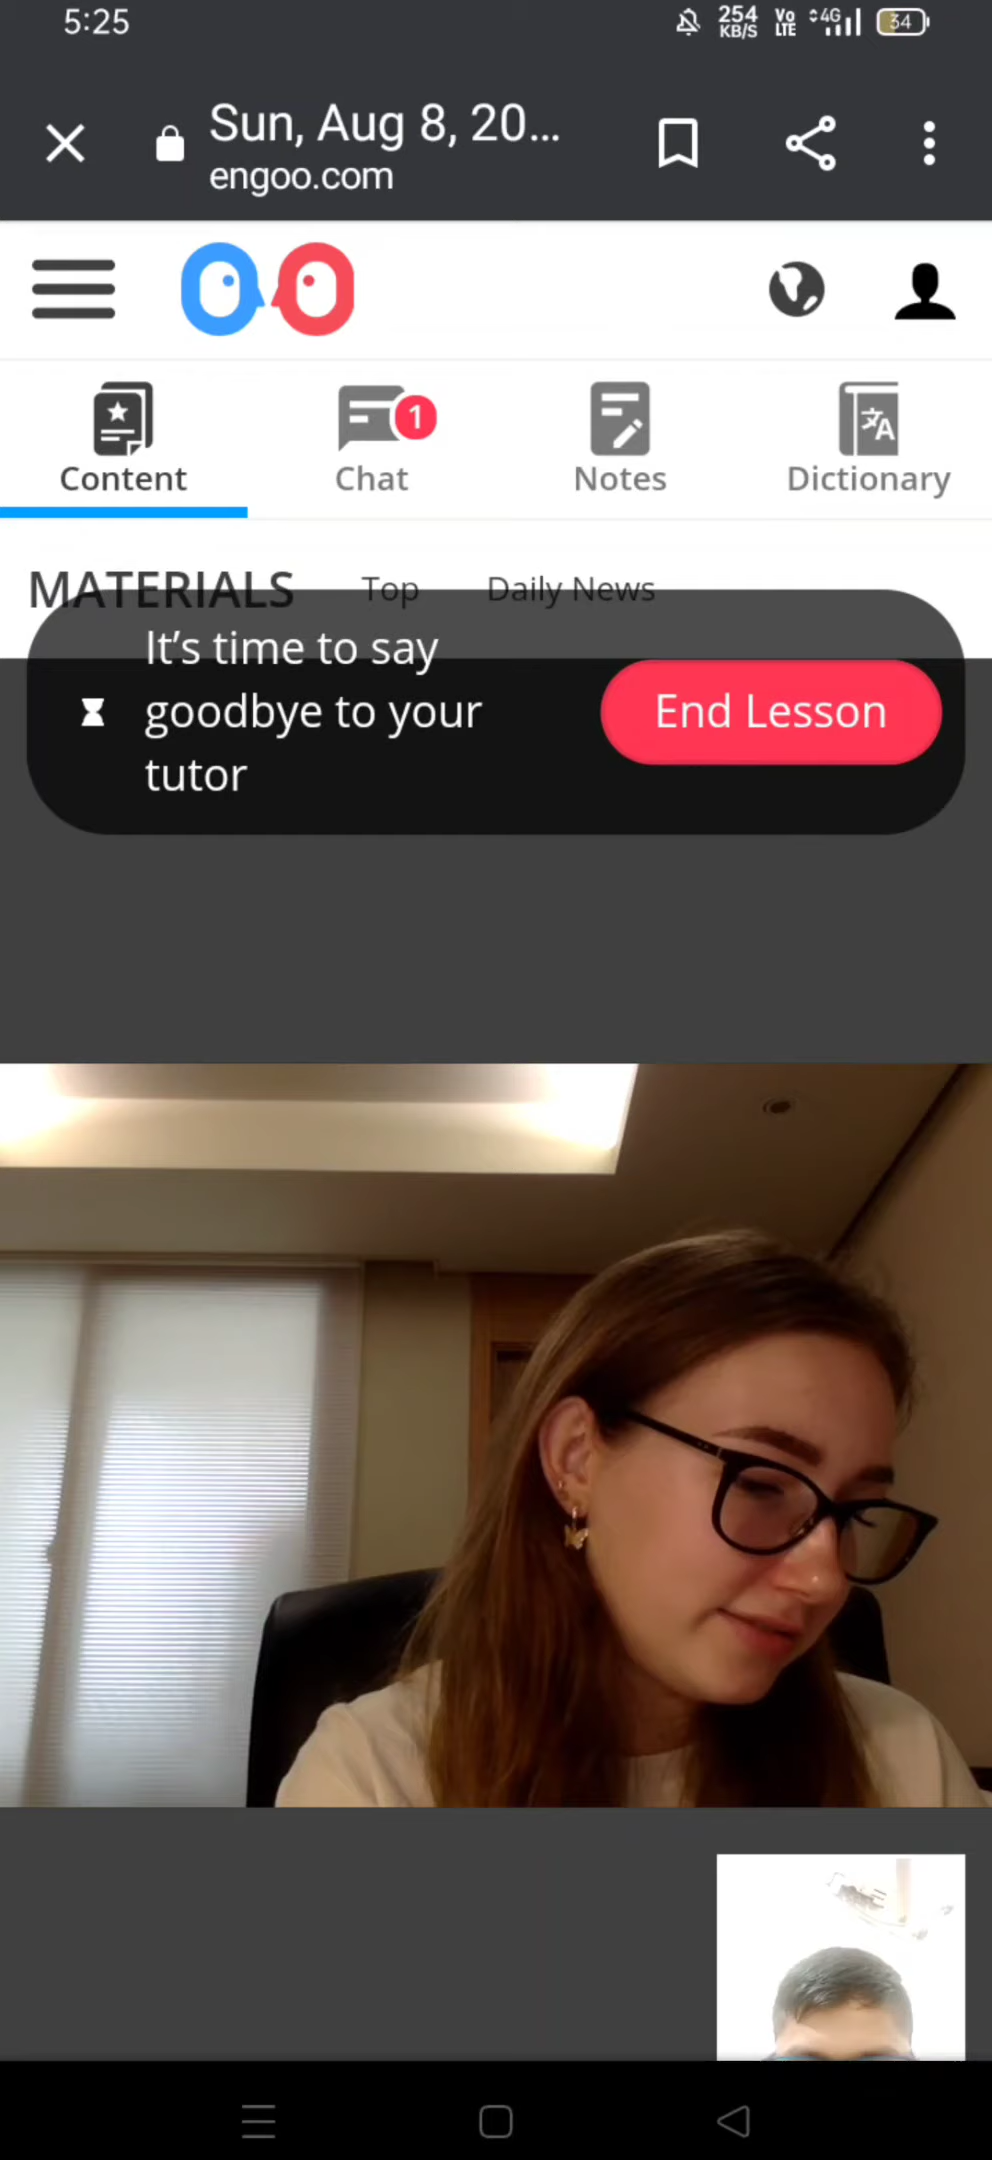 5:25
254
KB/S
Vo
LTE
4G
34
Sun, Aug 8, 20...
engoo.com
Content
Chat
1
Notes
Dictionary
MATERIALS Top Daily News
It's time to say
goodbye to your
tutor
End Lesson